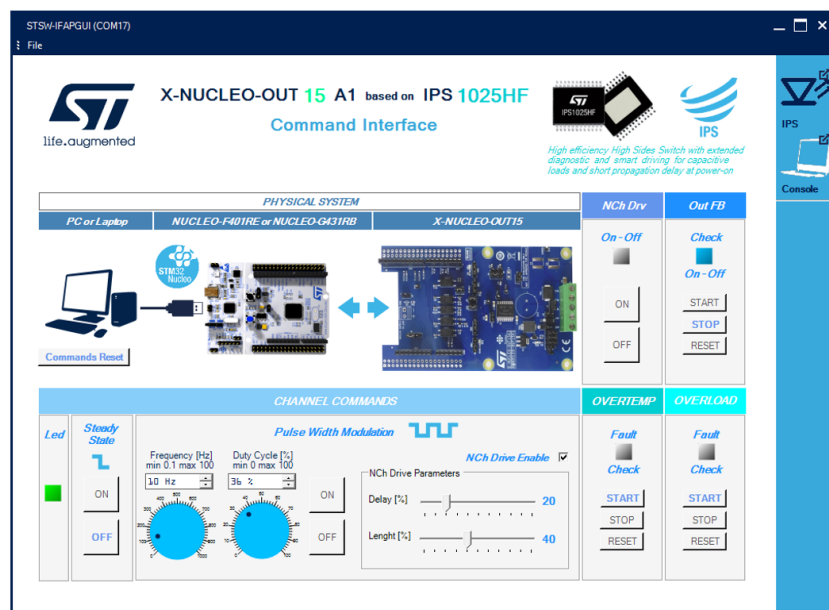 STSW-IFAPGUI (COM17)
File
X-NUCLEO-OUT 15 A1 based on IPS 1025HF
Command Interface
ST
life.augmented
IPS1025HF
IPS
High efficiency High Sides Switch with extended
diagnostic and smart driving for capacitive
loads and short propagation delay at power-on
IPS
Console
PHYSICAL SYSTEM
PC or Laptop
NUCLEO-F401RE or NUCLEO-G431RB
X-NUCLEO-OUT15
NCh Drv
Out FB
STM32
Nucleo
Commands Reset
On - Off
ON
OFF
Check
On - Off
START
STOP
RESET
CHANNEL COMMANDS
OVERTEMP
OVERLOAD
Led
Steady
State
ON
OFF
Pulse Width Modulation
Frequency [Hz]
min 0.1 max 100
10 Hz
Duty Cycle [%]
min 0 max 100
36 %
ON
OFF
NCh Drive Enable
NCh Drive Parameters
Delay [%]
20
Lenght [%]
40
Fault
Check
START
STOP
RESET
Fault
Check
START
STOP
RESET